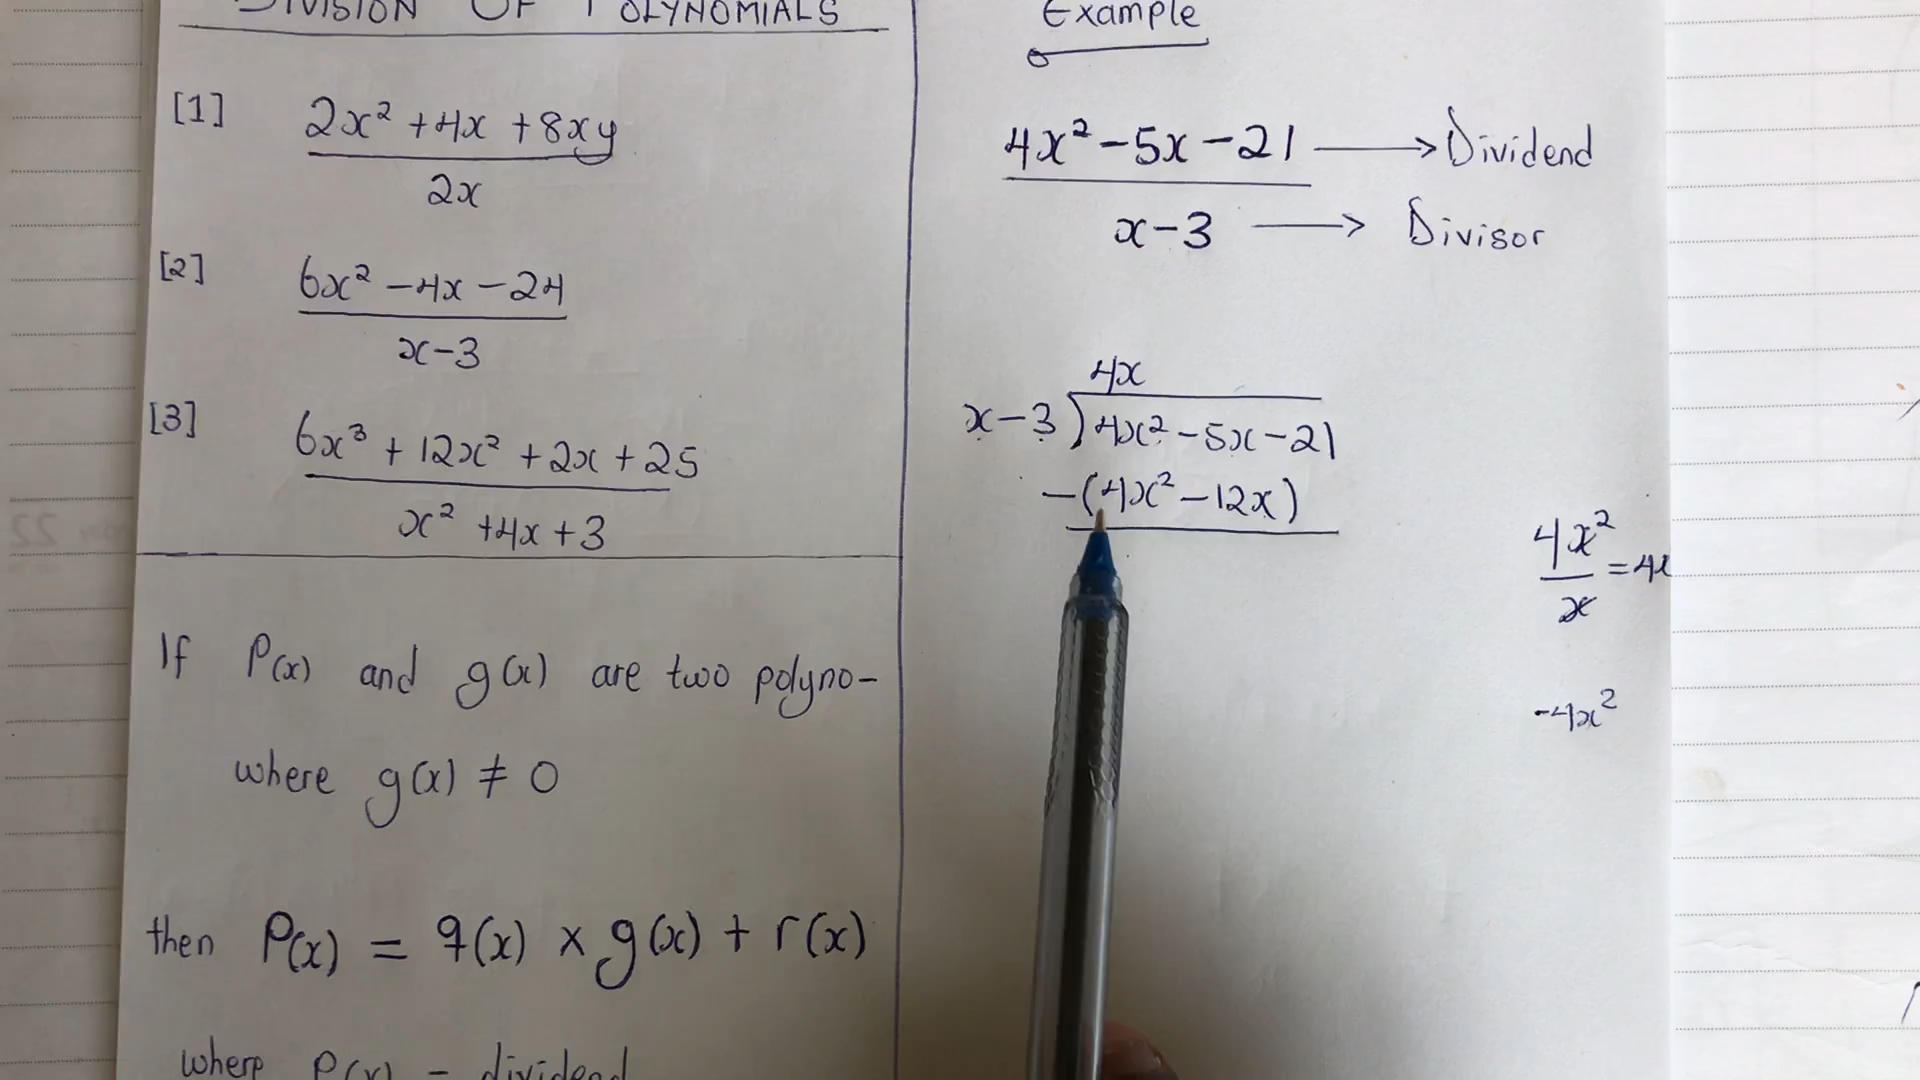 DIVISION OF POLYNOMIALS
[1] 2x² + 4x + 8xy
2x
[2] 6x² - 4x - 24
x - 3
[3] 6x³ + 12x² + 2x + 25
x² + 4x + 3
If P(x) and g(x) are two polyno-
where g(x) ≠ 0
then P(x) = q(x) × g(x) + r(x)
where P(x) - dividend
Example
4x² - 5x - 21 → Dividend
x - 3 → Divisor
4x
x - 3 ) 4x² - 5x - 21
-(4x² - 12x)
4x²
= 4x
x
-4x²